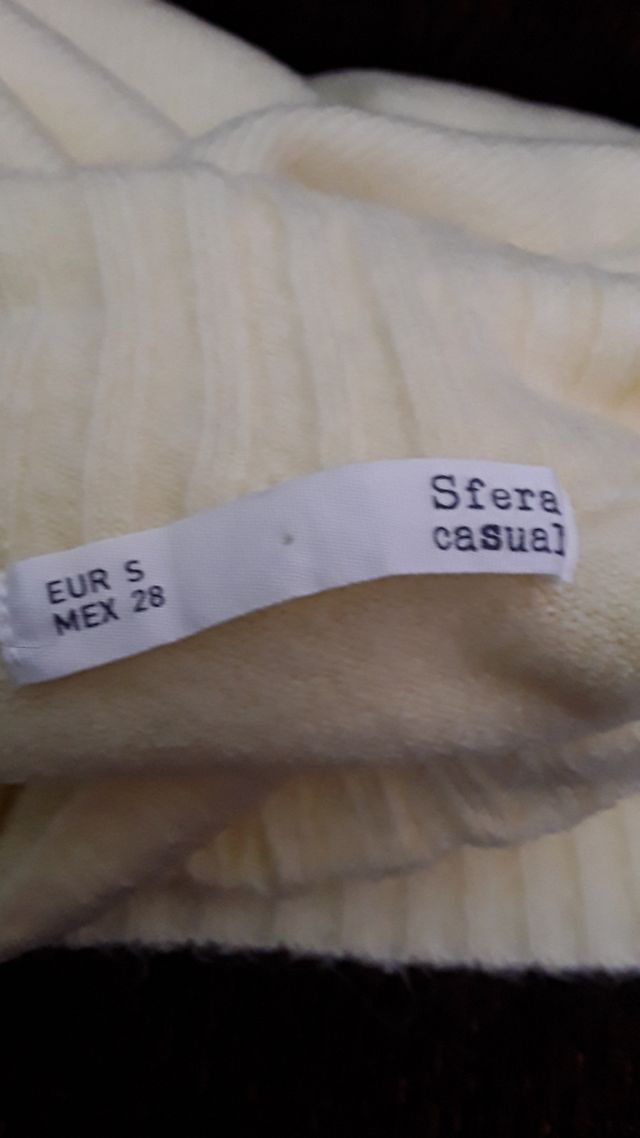 Sfera
casual
EUR S
MEX 28